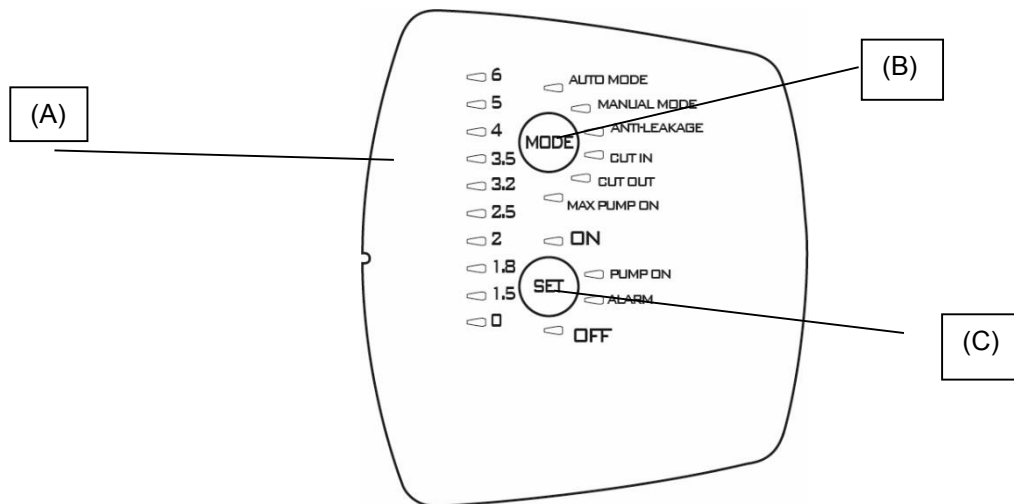 (A)
(B)
(C)
6
5
4
3.5
3.2
2.5
2
1.8
1.5
0
AUTO MODE
MANUAL MODE
ANTI-LEAKAGE
MODE
CUT IN
CUT OUT
MAX PUMP ON
ON
PUMP ON
SET
ALARM
OFF